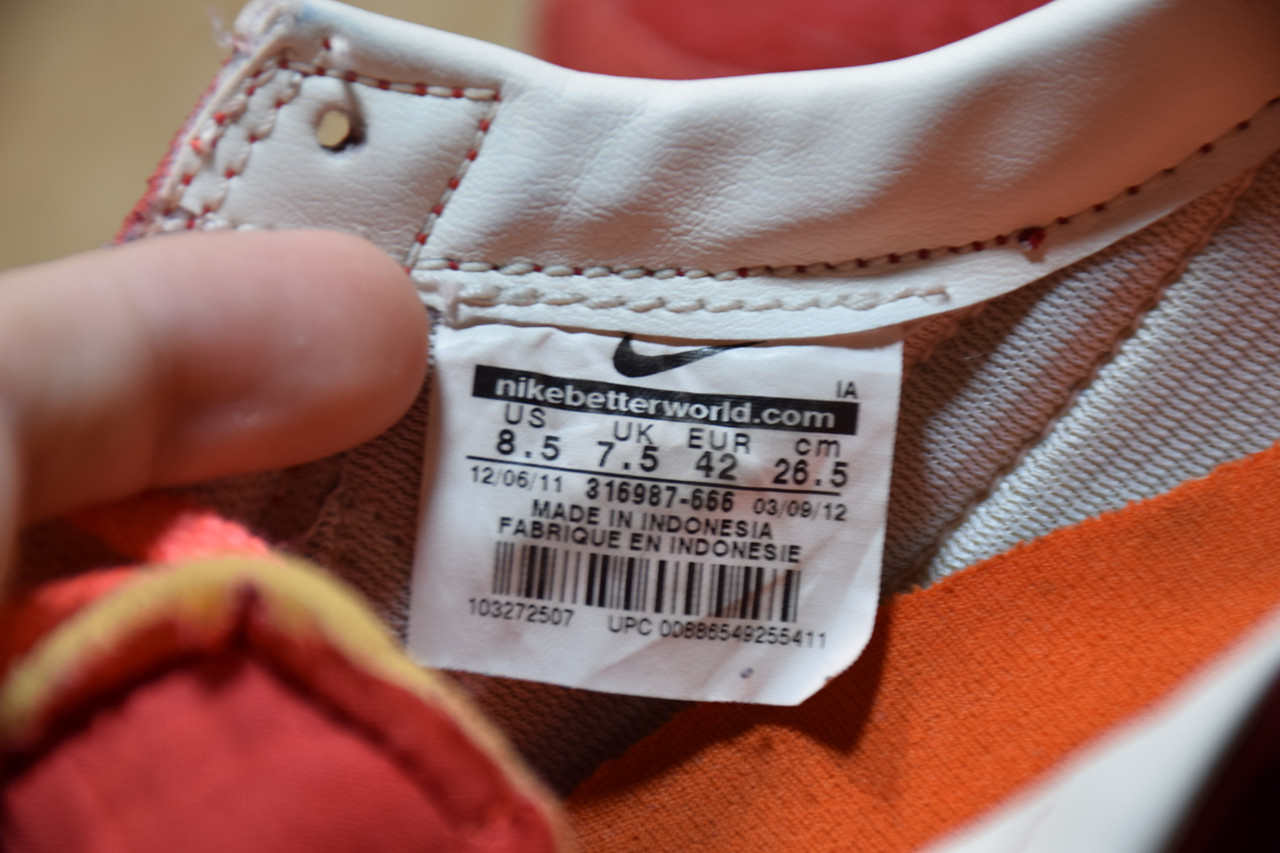 IA
nikebetterworld.com
US UK EUR cm
8.5 7.5 42 26.5
12/06/11 316987-666 03/09/12
MADE IN INDONESIA
FABRIQUE EN INDONESIE
103272507 UPC 00886549255411